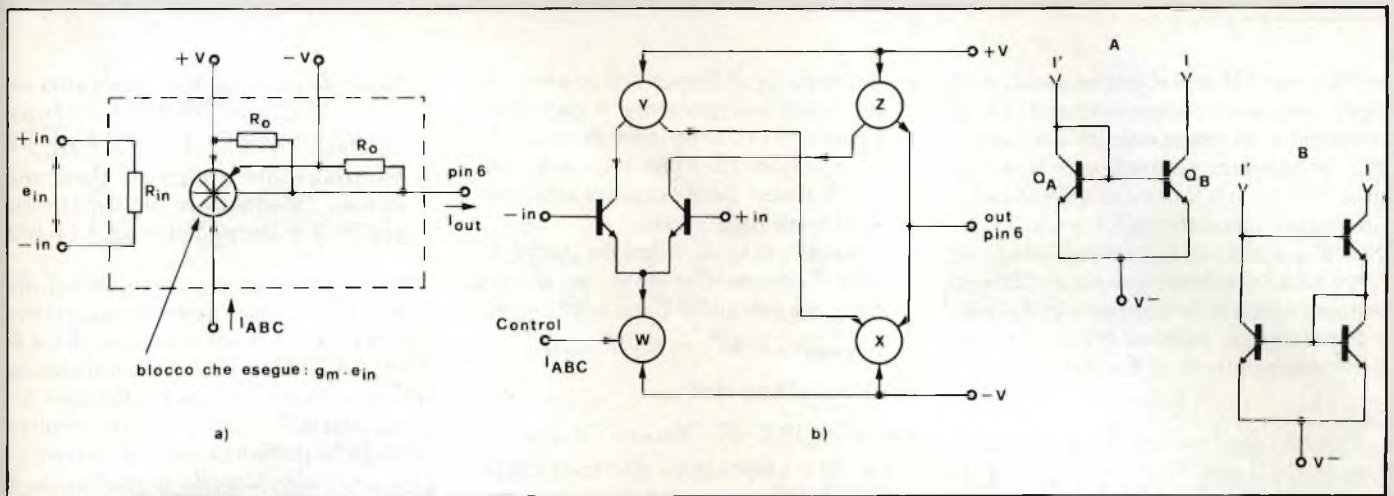 +V
-V
+in
e_in
-in
R_in
R_o
R_o
pin 6
I_out
I_ABC
blocco che esegue: g_m · e_in
a)
+V
Y
Z
-in
+in
out
pin 6
Control
I_ABC
W
X
-V
b)
A
I'
I
Q_A
Q_B
V-
B
I'
I
V-